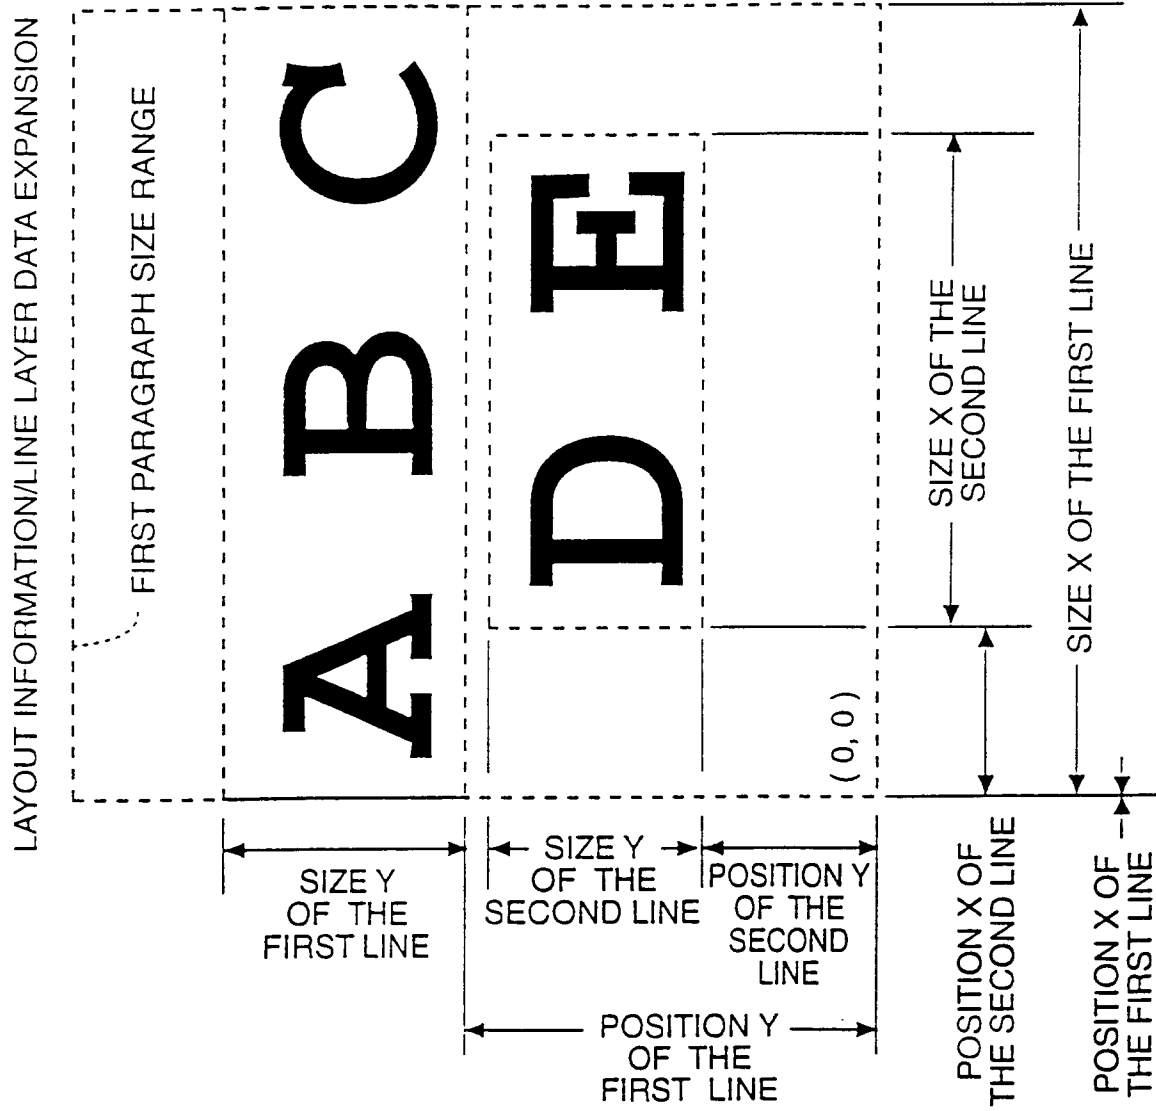 LAYOUT INFORMATION/LINE LAYER DATA EXPANSION
FIRST PARAGRAPH SIZE RANGE
A B C
D E
(0, 0)
SIZE Y
OF THE
FIRST LINE
SIZE Y
OF THE
SECOND LINE
POSITION Y
OF THE
SECOND
LINE
POSITION Y
OF THE
FIRST LINE
SIZE X OF THE
SECOND LINE
SIZE X OF THE FIRST LINE
POSITION X OF
THE SECOND LINE
POSITION X OF
THE FIRST LINE